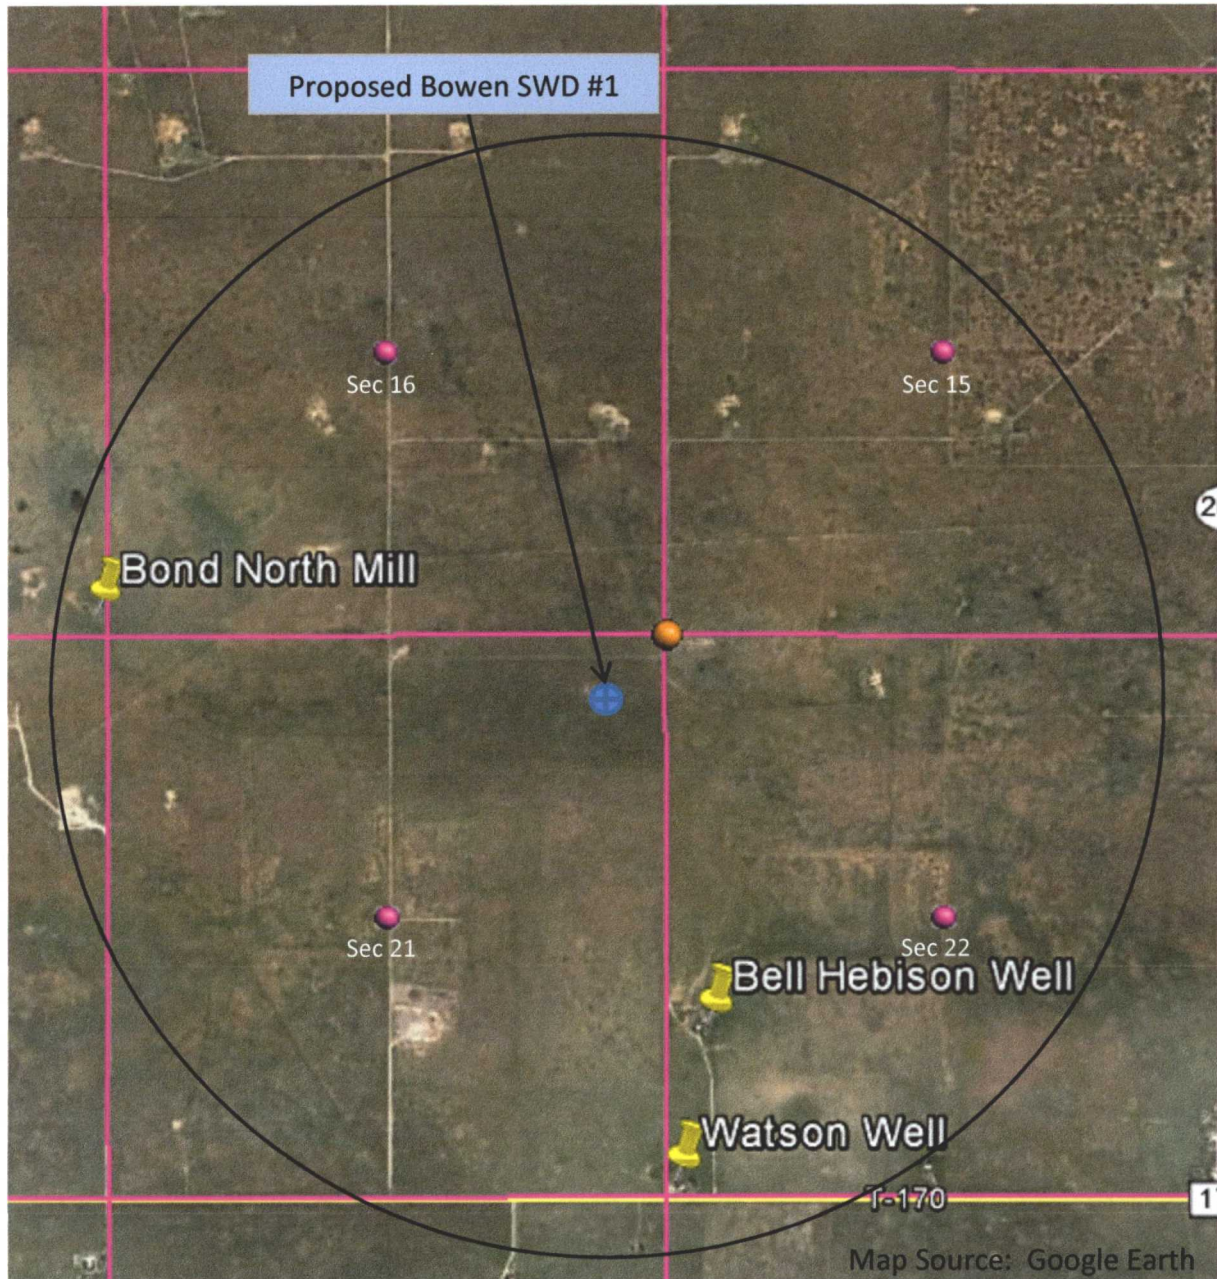 Proposed Bowen SWD #1
Sec 16
Sec 15
Bond North Mill
Sec 21
Sec 22
Bell Hebison Well
Watson Well
T-170
Map Source: Google Earth